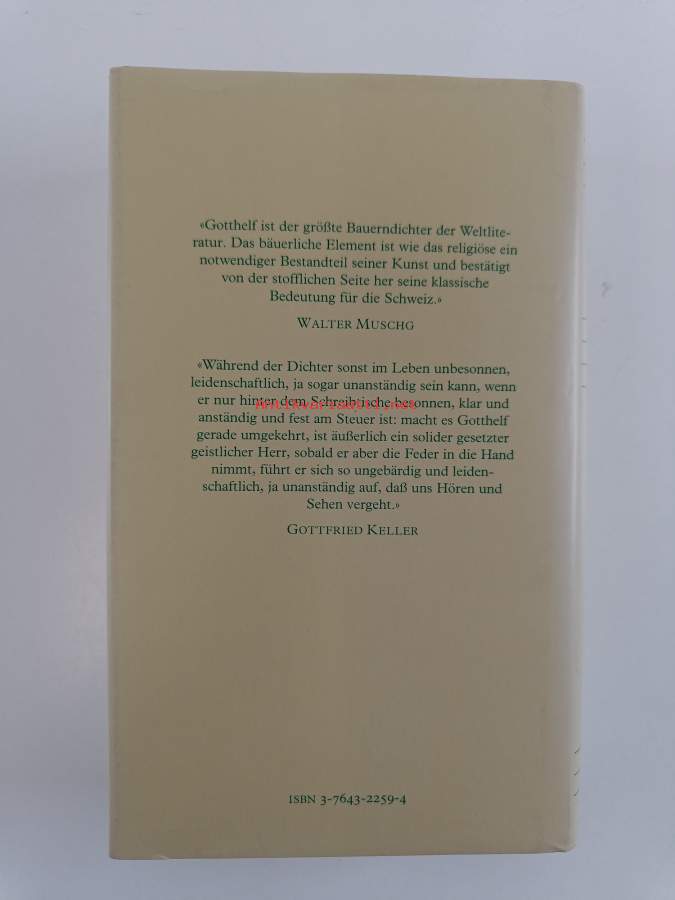 «Gotthelf ist der größte Bauerndichter der Weltlite-
ratur. Das bäuerliche Element ist wie das religiöse ein
notwendiger Bestandteil seiner Kunst und bestätigt
von der stofflichen Seite her seine klassische
Bedeutung für die Schweiz.»
WALTER MUSCHG
«Während der Dichter sonst im Leben unbesonnen,
leidenschaftlich, ja sogar unanständig sein kann, wenn
er nur hinter dem Schreibtische besonnen, klar und
anständig und fest am Steuer ist: macht es Gotthelf
gerade umgekehrt, ist äußerlich ein solider gesetzter
geistlicher Herr, sobald er aber die Feder in die Hand
nimmt, führt er sich so ungebärdig und leiden-
schaftlich, ja unanständig auf, daß uns Hören und
Sehen vergeht.»
GOTTFRIED KELLER
ISBN 3-7643-2259-4